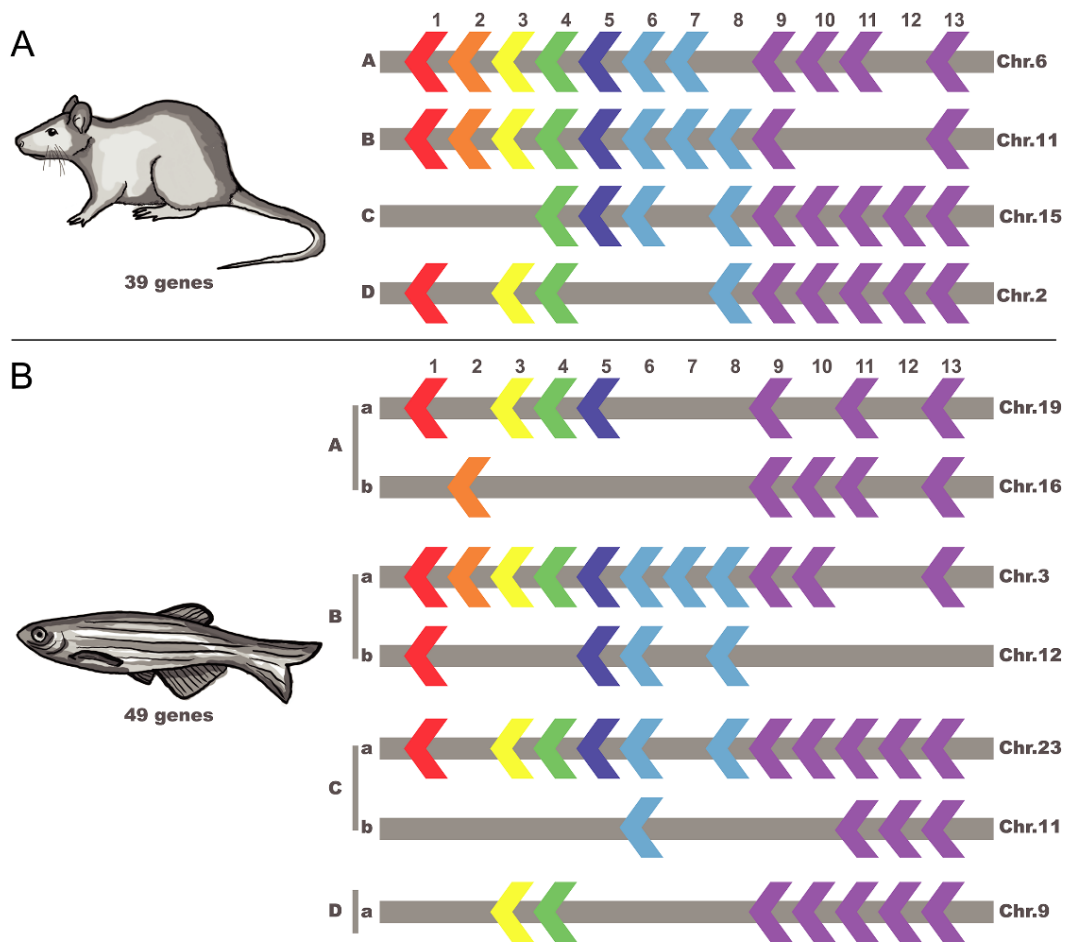 A
1 2 3 4 5 6 7 8 9 10 11 12 13
A Chr.6
B Chr.11
C Chr.15
D Chr.2
39 genes
B
1 2 3 4 5 6 7 8 9 10 11 12 13
A
a Chr.19
b Chr.16
B
a Chr.3
b Chr.12
49 genes
C
a Chr.23
b Chr.11
D a Chr.9